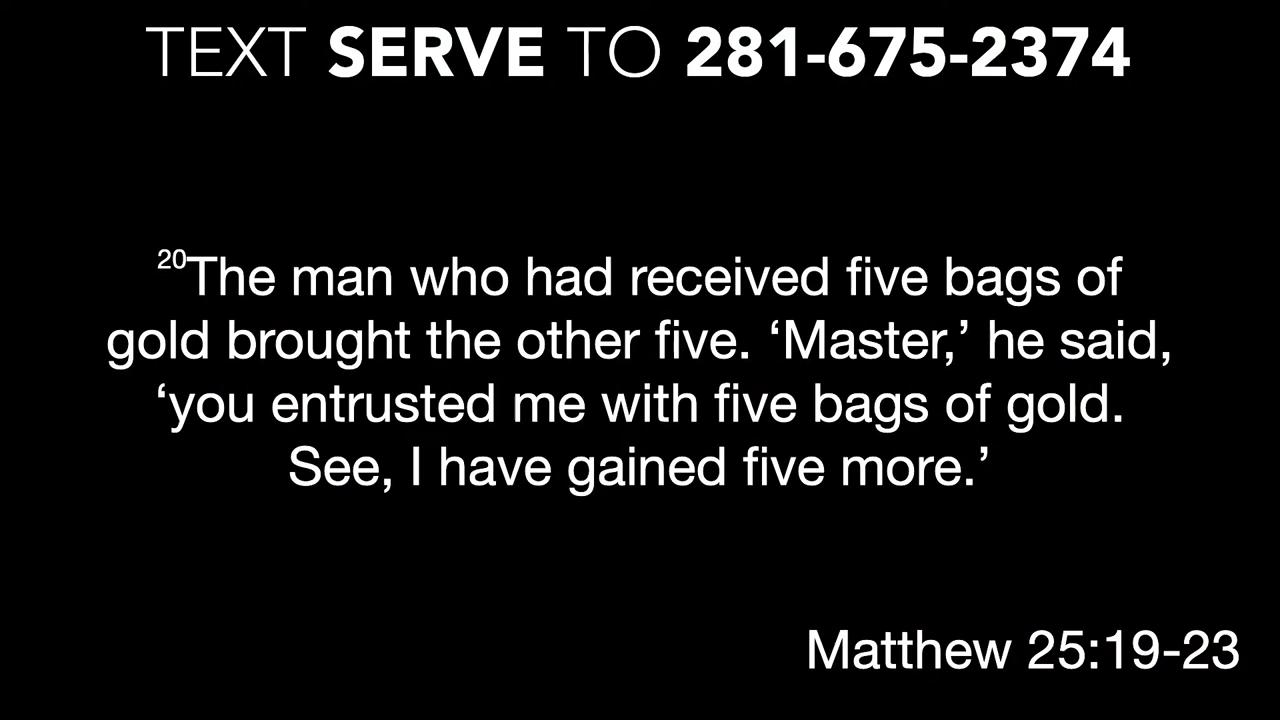 TEXT SERVE TO 281-675-2374
20The man who had received five bags of
gold brought the other five. ‘Master,’ he said,
‘you entrusted me with five bags of gold.
See, I have gained five more.’
Matthew 25:19-23